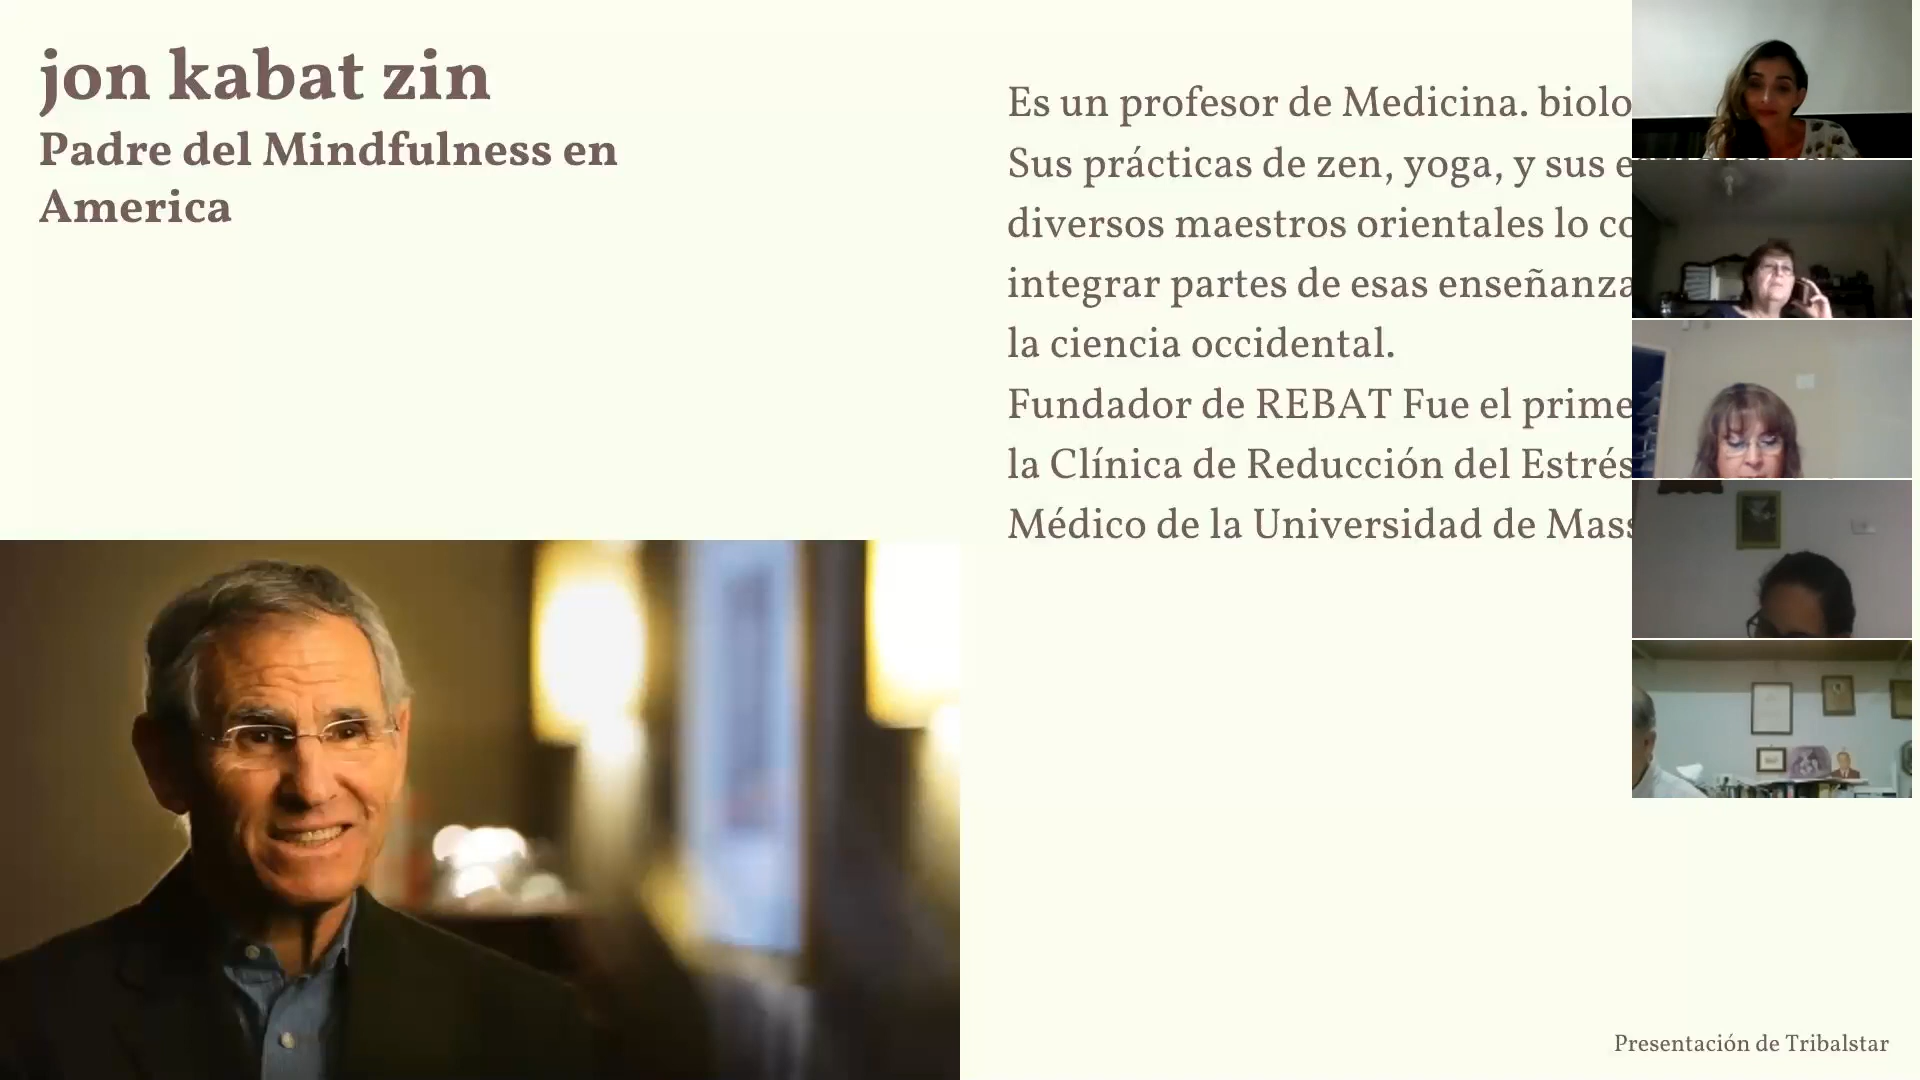 jon kabat zin
Padre del Mindfulness en
America
Es un profesor de Medicina. biolo
Sus prácticas de zen, yoga, y sus
diversos maestros orientales lo
integrar partes de esas enseñanza
la ciencia occidental.
Fundador de REBAT Fue el prime
la Clínica de Reducción del Estrés
Médico de la Universidad de Mas
Presentación de Tribalstar